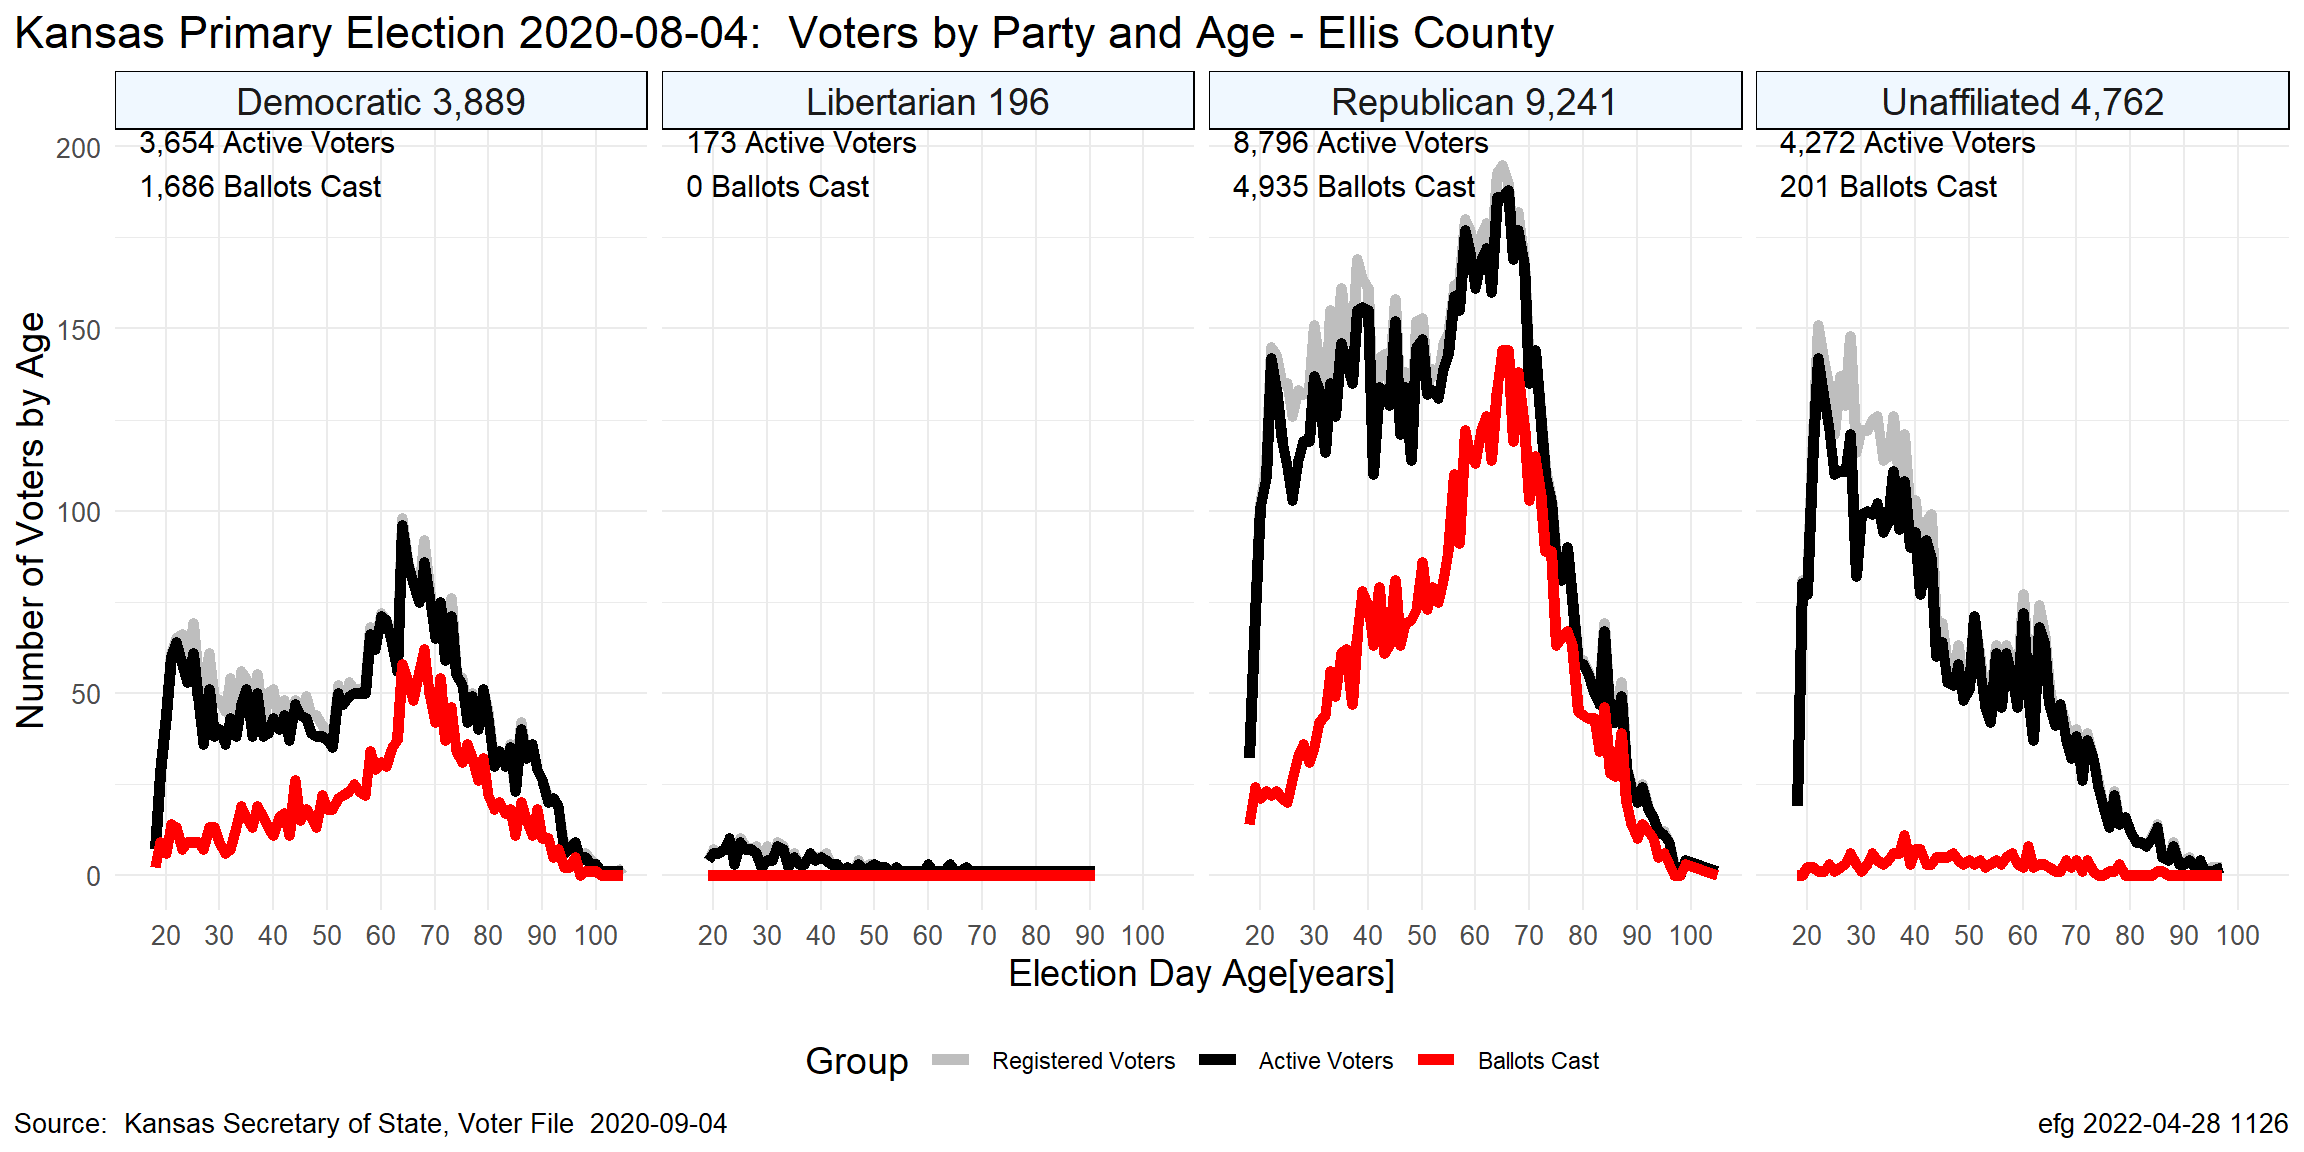 Kansas Primary Election 2020-08-04:  Voters by Party and Age - Ellis County
Democratic 3,889
Libertarian 196
Republican 9,241
Unaffiliated 4,762
3,654 Active Voters
1,686 Ballots Cast
173 Active Voters
0 Ballots Cast
8,796 Active Voters
4,935 Ballots Cast
4,272 Active Voters
201 Ballots Cast
Number of Voters by Age
200
150
100
50
0
20 30 40 50 60 70 80 90 100
20 30 40 50 60 70 80 90 100
20 30 40 50 60 70 80 90 100
20 30 40 50 60 70 80 90 100
Election Day Age[years]
Group Registered Voters Active Voters Ballots Cast
Source:  Kansas Secretary of State, Voter File  2020-09-04
efg 2022-04-28 1126